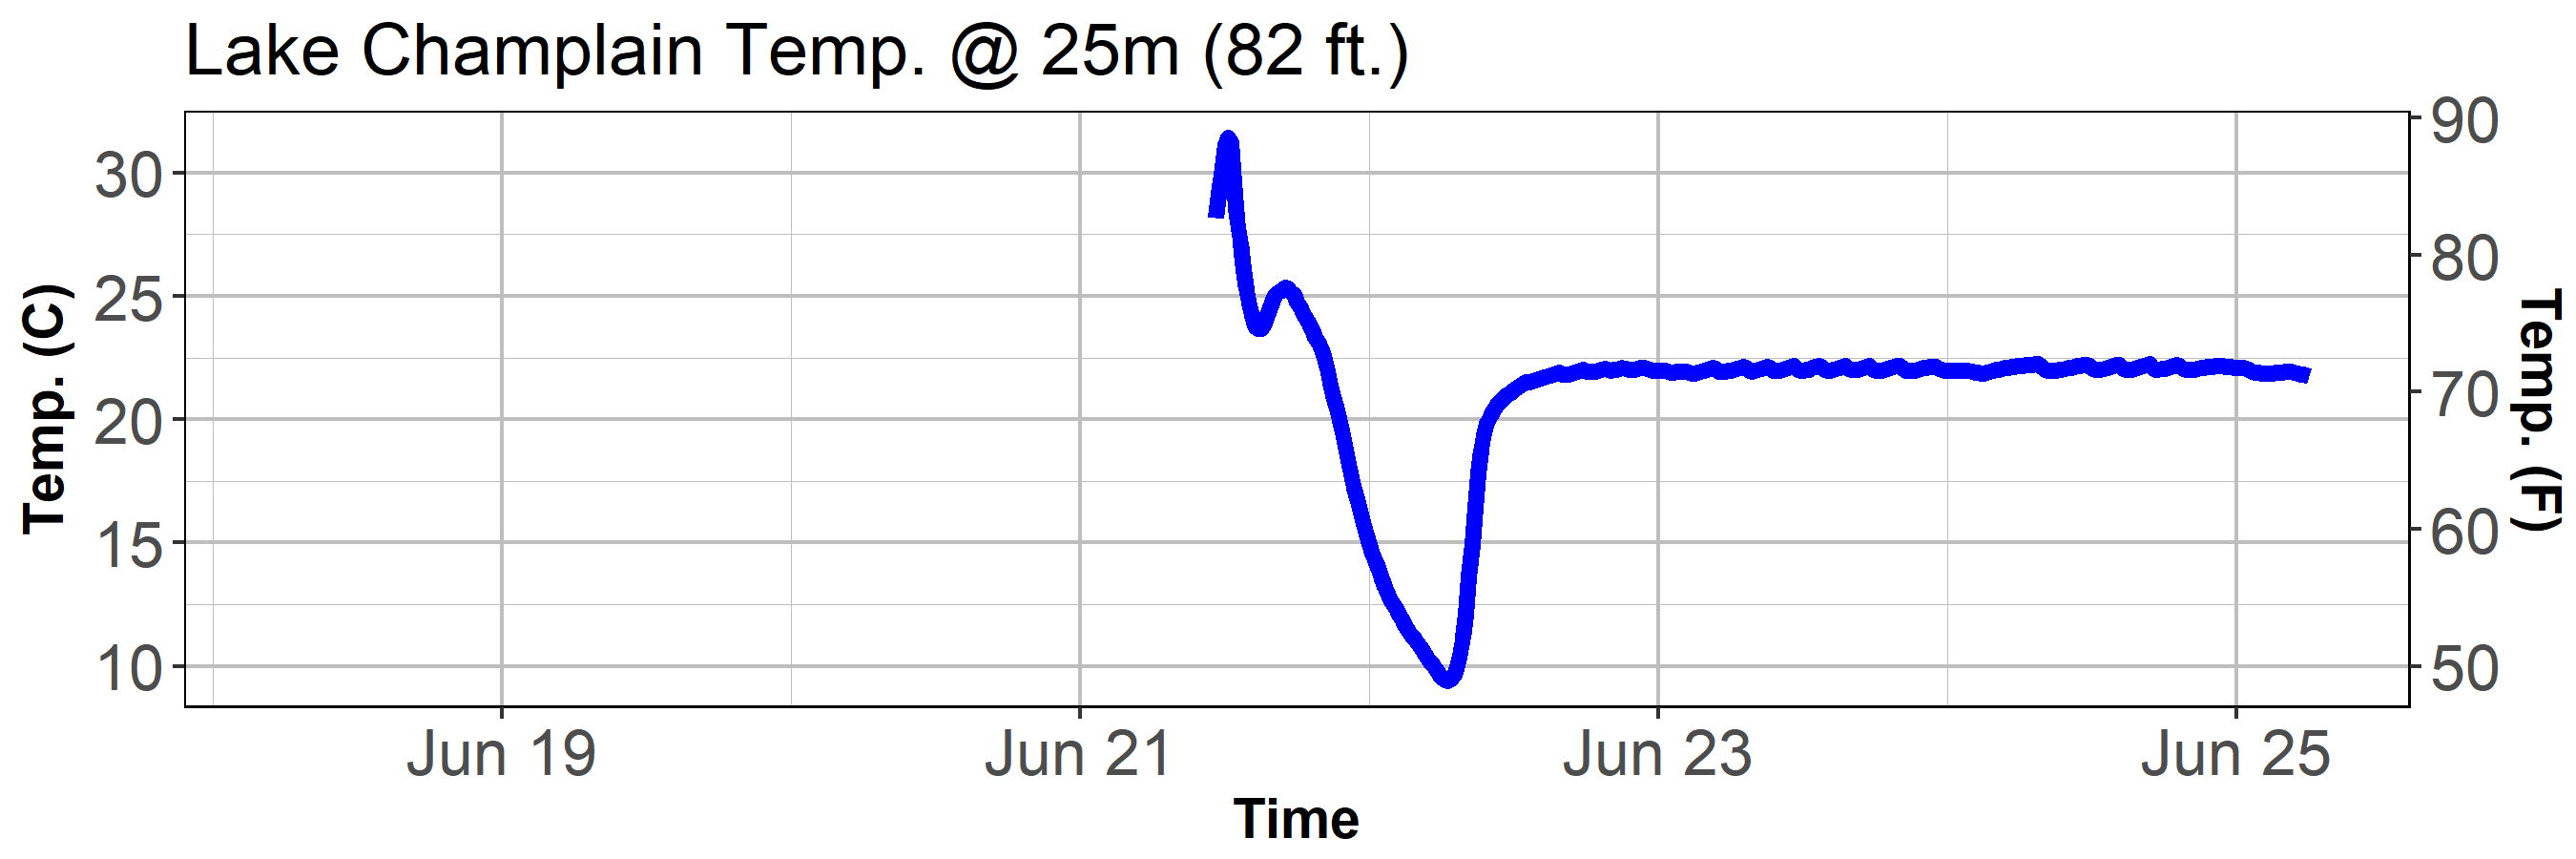 Lake Champlain Temp. @ 25m (82 ft.)
Temp. (C)
30
25
20
15
10
90
80
70
60
50
Temp. (F)
Jun 19 Jun 21 Jun 23 Jun 25
Time